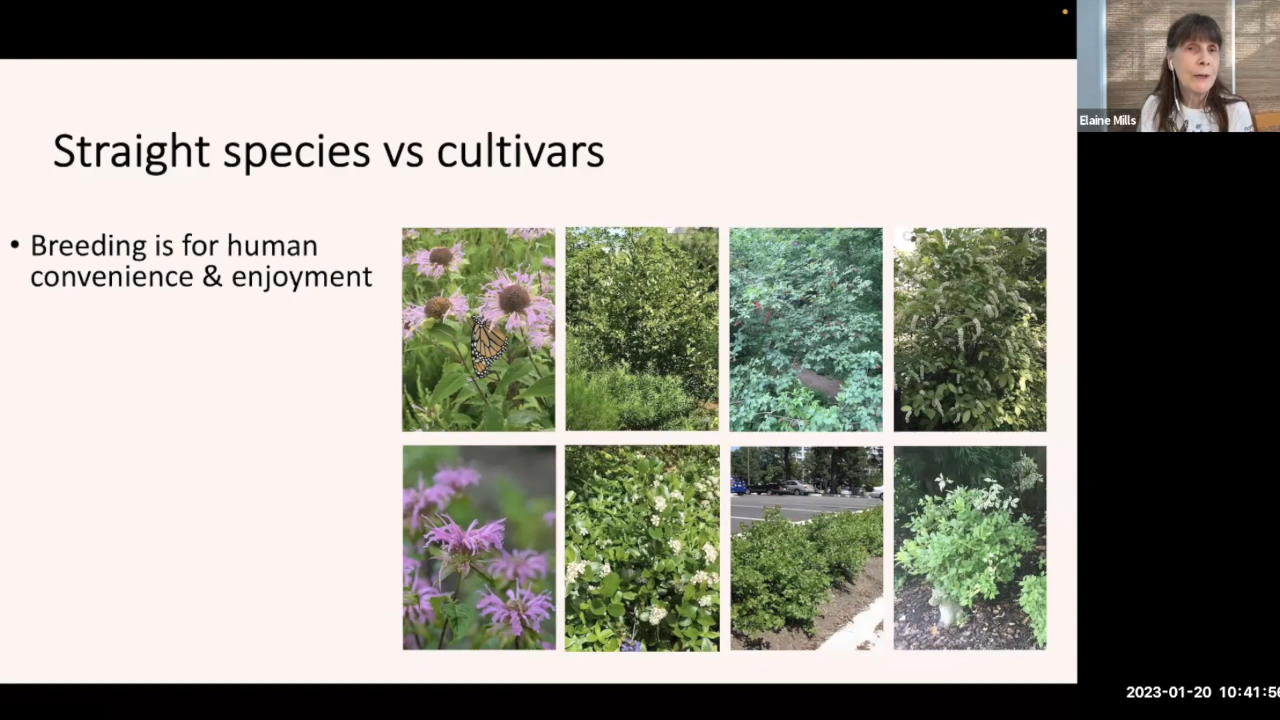 Elaine Mills
Straight species vs cultivars
• Breeding is for human
convenience & enjoyment
2023-01-20 10:41:56